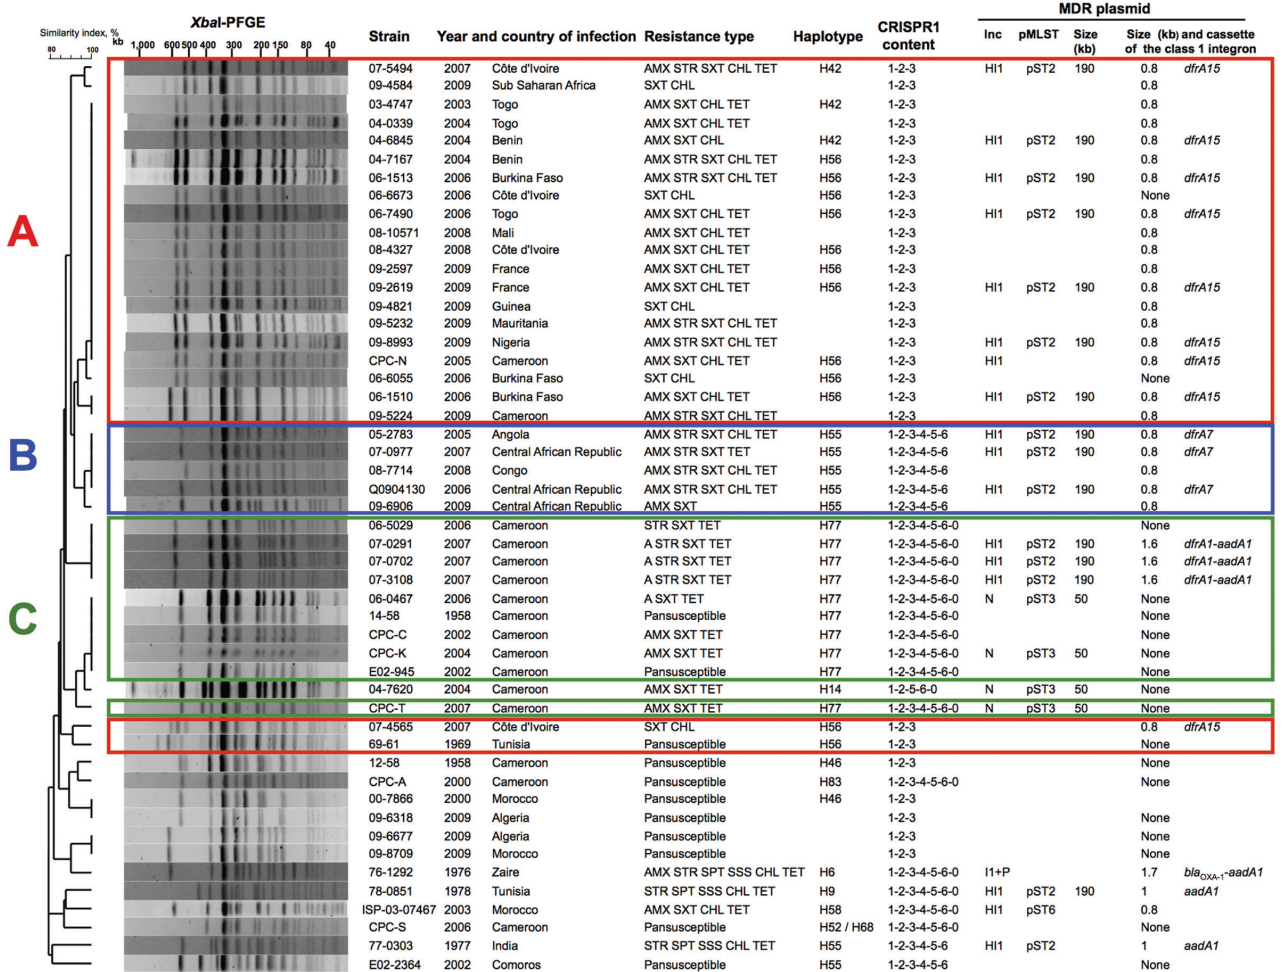 XbaI-PFGE
MDR plasmid
Similarity index, %
80 100
kb 1,000 600 400 300 200 150 80 40
Strain Year and country of infection Resistance type Haplotype CRISPR1 content Inc pMLST Size (kb) Size (kb) and cassette of the class 1 integron
A
B
C
07-5494 2007 Côte d'Ivoire AMX STR SXT CHL TET H42 1-2-3 HI1 pST2 190 0.8 dfrA15
09-4584 2009 Sub Saharan Africa SXT CHL 1-2-3 0.8
03-4747 2003 Togo AMX SXT CHL TET H42 1-2-3 0.8
04-0339 2004 Togo AMX SXT CHL TET 1-2-3 0.8
04-6845 2004 Benin AMX SXT CHL H42 1-2-3 HI1 pST2 190 0.8 dfrA15
04-7167 2004 Benin AMX STR SXT CHL TET H56 1-2-3 0.8
06-1513 2006 Burkina Faso AMX STR SXT CHL TET H56 1-2-3 HI1 pST2 190 0.8 dfrA15
06-6673 2006 Côte d'Ivoire SXT CHL H56 1-2-3 None
06-7490 2006 Togo AMX SXT CHL TET H56 1-2-3 HI1 pST2 190 0.8 dfrA15
08-10571 2008 Mali AMX SXT CHL TET 1-2-3 0.8
08-4327 2008 Côte d'Ivoire AMX SXT CHL TET H56 1-2-3 0.8
09-2597 2009 France AMX SXT CHL TET H56 1-2-3 0.8
09-2619 2009 France AMX SXT CHL TET H56 1-2-3 HI1 pST2 190 0.8 dfrA15
09-4821 2009 Guinea SXT CHL 1-2-3 0.8
09-5232 2009 Mauritania AMX STR SXT CHL TET 1-2-3 0.8
09-8993 2009 Nigeria AMX STR SXT CHL TET 1-2-3 HI1 pST2 190 0.8 dfrA15
CPC-N 2005 Cameroon AMX SXT CHL TET H56 1-2-3 HI1 0.8 dfrA15
06-6055 2006 Burkina Faso SXT CHL H56 1-2-3 None
06-1510 2006 Burkina Faso AMX SXT CHL TET H56 1-2-3 HI1 pST2 190 0.8 dfrA15
09-5224 2009 Cameroon AMX STR SXT CHL TET 1-2-3 0.8
05-2783 2005 Angola AMX STR SXT CHL TET H55 1-2-3-4-5-6 HI1 pST2 190 0.8 dfrA7
07-0977 2007 Central African Republic AMX STR SXT TET H55 1-2-3-4-5-6 HI1 pST2 190 0.8 dfrA7
08-7714 2008 Congo AMX STR SXT CHL TET H55 1-2-3-4-5-6 0.8
Q0904130 2006 Central African Republic AMX STR SXT CHL TET H55 1-2-3-4-5-6 HI1 pST2 190 0.8 dfrA7
09-6906 2009 Central African Republic AMX SXT H55 1-2-3-4-5-6 0.8
06-5029 2006 Cameroon STR SXT TET H77 1-2-3-4-5-6-0 None
07-0291 2007 Cameroon A STR SXT TET H77 1-2-3-4-5-6-0 HI1 pST2 190 1.6 dfrA1-aadA1
07-0702 2007 Cameroon A STR SXT TET H77 1-2-3-4-5-6-0 HI1 pST2 190 1.6 dfrA1-aadA1
07-3108 2007 Cameroon A STR SXT TET H77 1-2-3-4-5-6-0 HI1 pST2 190 1.6 dfrA1-aadA1
06-0467 2006 Cameroon A SXT TET H77 1-2-3-4-5-6-0 N pST3 50 None
14-58 1958 Cameroon Pansusceptible H77 1-2-3-4-5-6-0 None
CPC-C 2002 Cameroon AMX SXT TET H77 1-2-3-4-5-6-0 None
CPC-K 2004 Cameroon AMX SXT TET H77 1-2-3-4-5-6-0 N pST3 50 None
E02-945 2002 Cameroon Pansusceptible H77 1-2-3-4-5-6-0 None
04-7620 2004 Cameroon AMX SXT TET H14 1-2-5-6-0 N pST3 50 None
CPC-T 2007 Cameroon AMX SXT TET H77 1-2-3-4-5-6-0 N pST3 50 None
07-4565 2007 Côte d'Ivoire SXT CHL H56 1-2-3 0.8 dfrA15
69-61 1969 Tunisia Pansusceptible H56 1-2-3 None
12-58 1958 Cameroon Pansusceptible H46 1-2-3 None
CPC-A 2000 Cameroon Pansusceptible H83 1-2-3-4-5-6-0 None
00-7866 2000 Morocco Pansusceptible H46 1-2-3
09-6318 2009 Algeria Pansusceptible 1-2-3 None
09-6677 2009 Algeria Pansusceptible 1-2-3 None
09-8709 2009 Morocco Pansusceptible 1-2-3 None
76-1292 1976 Zaire AMX STR SPT SSS CHL TET H6 1-2-3-4-5-6-0 I1+P 1.7 blaOXA-1-aadA1
78-0851 1978 Tunisia STR SPT SSS CHL TET H9 1-2-3-4-5-6-0 HI1 pST2 190 1 aadA1
ISP-03-07467 2003 Morocco AMX SXT CHL TET H58 1-2-3-4-5-6-0 HI1 pST6 0.8
CPC-S 2006 Cameroon Pansusceptible H52 / H68 1-2-3-4-5-6-0 None
77-0303 1977 India STR SPT SSS CHL TET H55 1-2-3-4-5-6 HI1 pST2 1 aadA1
E02-2364 2002 Comoros Pansusceptible H55 1-2-3-4-5-6 None